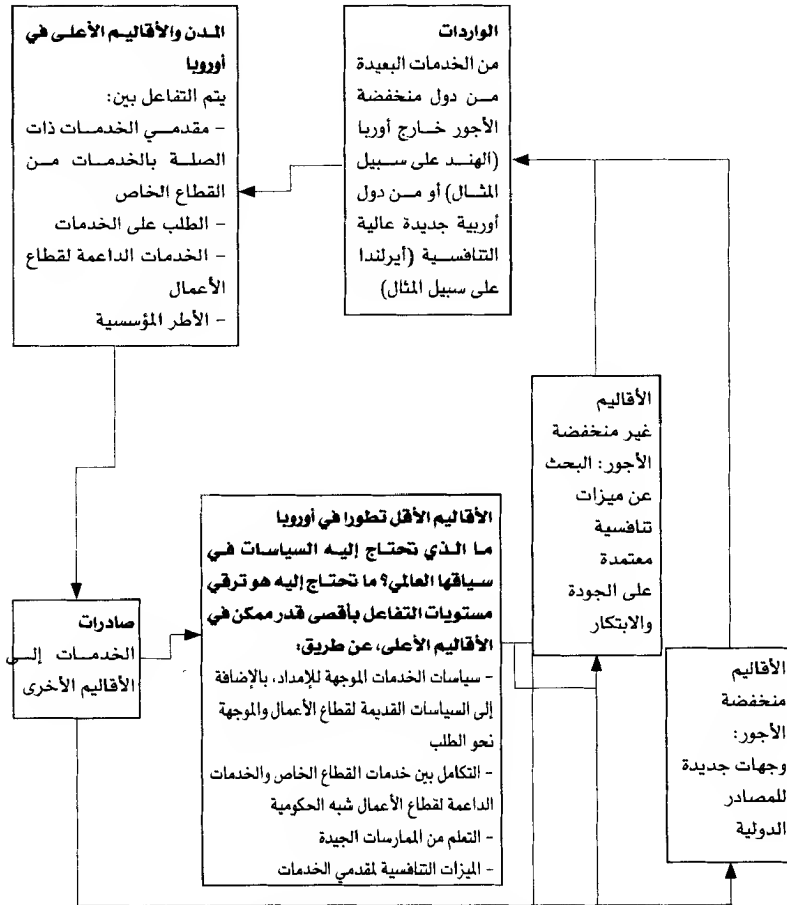 المدن والأقاليم الأعلى في
أوروبا
يتم التفاعل بين:
– مقدمي الخدمات ذات
الصلة بالخدمات من
القطاع الخاص
– الطلب على الخدمات
– الخدمات الداعمة لقطاع
الأعمال
– الأطر المؤسسية
الواردات
من الخدمات البعيدة
من دول منخفضة
الأجور خارج أوربا
(الهند على سبيل
المثال) أو من دول
أوربية جديدة عالية
التنافسية (أيرلندا
على سبيل المثال)
الأقاليم
غير منخفضة
الأجور: البحث
عن ميزات
تنافسية
معتمدة
على الجودة
والابتكار
الأقاليم الأقل تطورا في أوروبا
ما الذي تحتاج إليه السياسات في
سياقها العالمي؟ ما تحتاج إليه هو ترقي
مستويات التفاعل بأقصى قدر ممكن في
الأقاليم الأعلى، عن طريق:
– سياسات الخدمات الموجهة للإمداد، بالإضافة
إلى السياسات القديمة لقطاع الأعمال والموجهة
نحو الطلب
– التكامل بين خدمات القطاع الخاص والخدمات
الداعمة لقطاع الأعمال شبه الحكومية
– التعلم من الممارسات الجيدة
– الميزات التنافسية لمقدمي الخدمات
صادرات
الخدمات إلى
الأقاليم الأخرى
الأقاليم
منخفضة
الأجور:
وجهات جديدة
للمصادر
الدولية